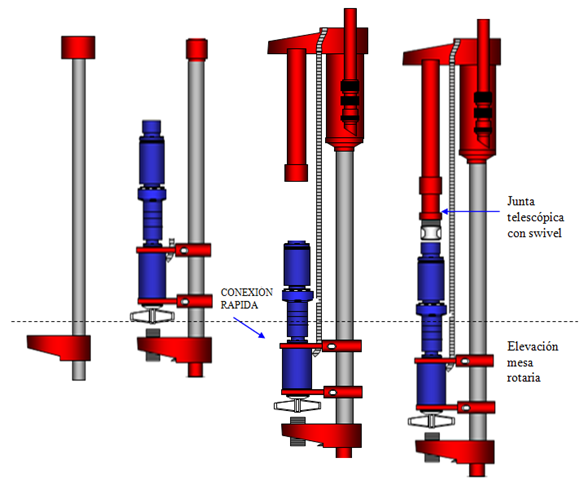 Junta
telescópica
con swivel
CONEXION
RAPIDA
Elevación
mesa
rotaria